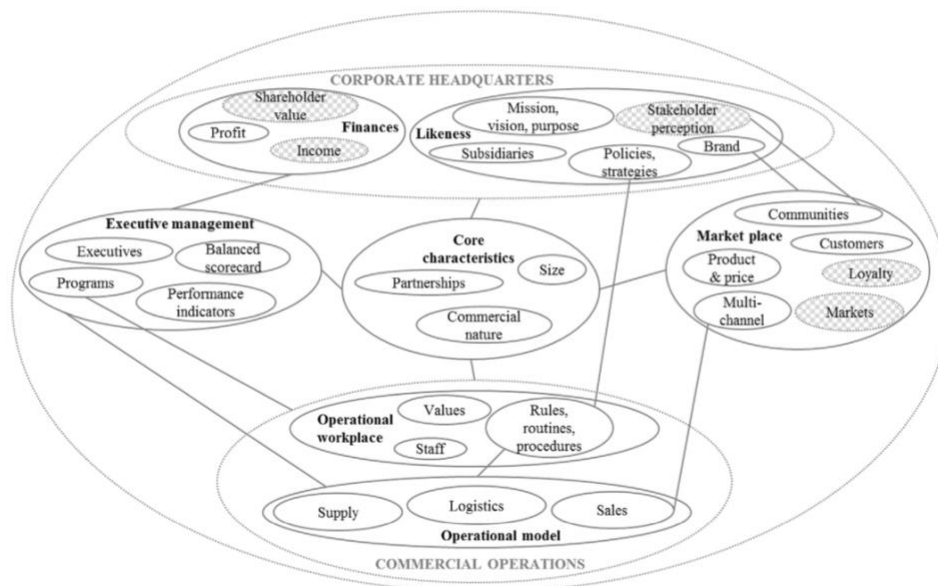 CORPORATE HEADQUARTERS
Shareholder
value
Profit
Finances
Income
Mission,
vision, purpose
Stakeholder
perception
Likeness
Brand
Subsidiaries
Policies,
strategies
Executive management
Executives
Balanced
scorecard
Programs
Performance
indicators
Core
characteristics
Size
Partnerships
Commercial
nature
Communities
Market place
Customers
Product
& price
Loyalty
Multi-
channel
Markets
Values
Operational
workplace
Rules,
routines,
procedures
Staff
Supply
Logistics
Sales
Operational model
COMMERCIAL OPERATIONS